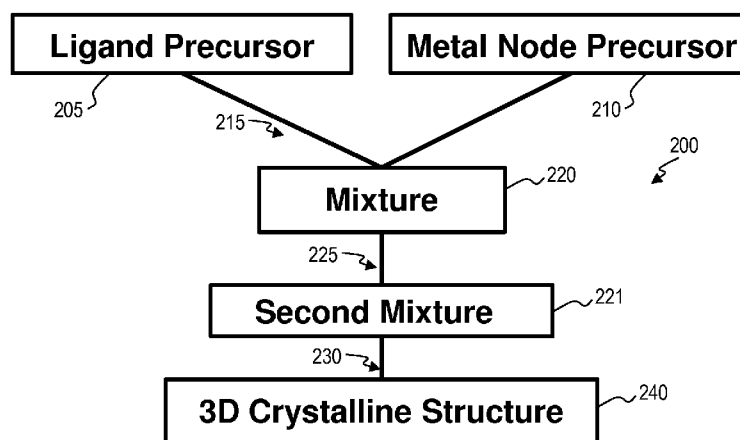 Ligand Precursor
Metal Node Precursor
205
215
210
200
Mixture
220
225
Second Mixture
221
230
3D Crystalline Structure
240